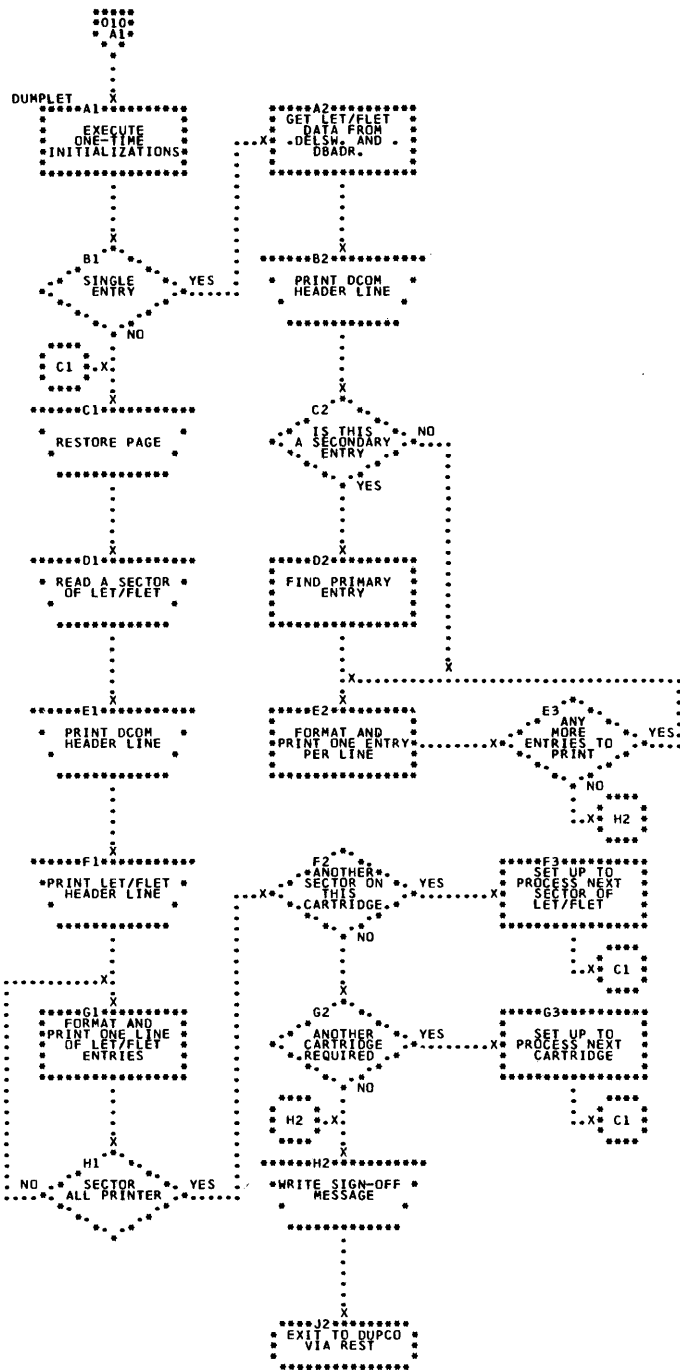 010
A1
DUMPLET
A1
EXECUTE
ONE-TIME
INITIALIZATIONS
B1
SINGLE
ENTRY
YES
NO
C1
C1
RESTORE PAGE
D1
READ A SECTOR
OF LET/FLET
E1
PRINT DCOM
HEADER LINE
F1
PRINT LET/FLET
HEADER LINE
G1
FORMAT AND
PRINT ONE LINE
OF LET/FLET
ENTRIES
H1
SECTOR
ALL PRINTER
NO
YES
A2
GET LET/FLET
DATA FROM
.DELSW. AND .
DBADR.
B2
PRINT DCOM
HEADER LINE
C2
IS THIS
A SECONDARY
ENTRY
NO
YES
D2
FIND PRIMARY
ENTRY
E2
FORMAT AND
PRINT ONE ENTRY
PER LINE
E3
ANY
MORE
ENTRIES TO
PRINT
YES
NO
H2
F2
ANOTHER
SECTOR ON
THIS
CARTRIDGE
YES
NO
F3
SET UP TO
PROCESS NEXT
SECTOR OF
LET/FLET
C1
G2
ANOTHER
CARTRIDGE
REQUIRED
YES
NO
G3
SET UP TO
PROCESS NEXT
CARTRIDGE
C1
H2
H2
WRITE SIGN-OFF
MESSAGE
J2
EXIT TO DUPCO
VIA REST